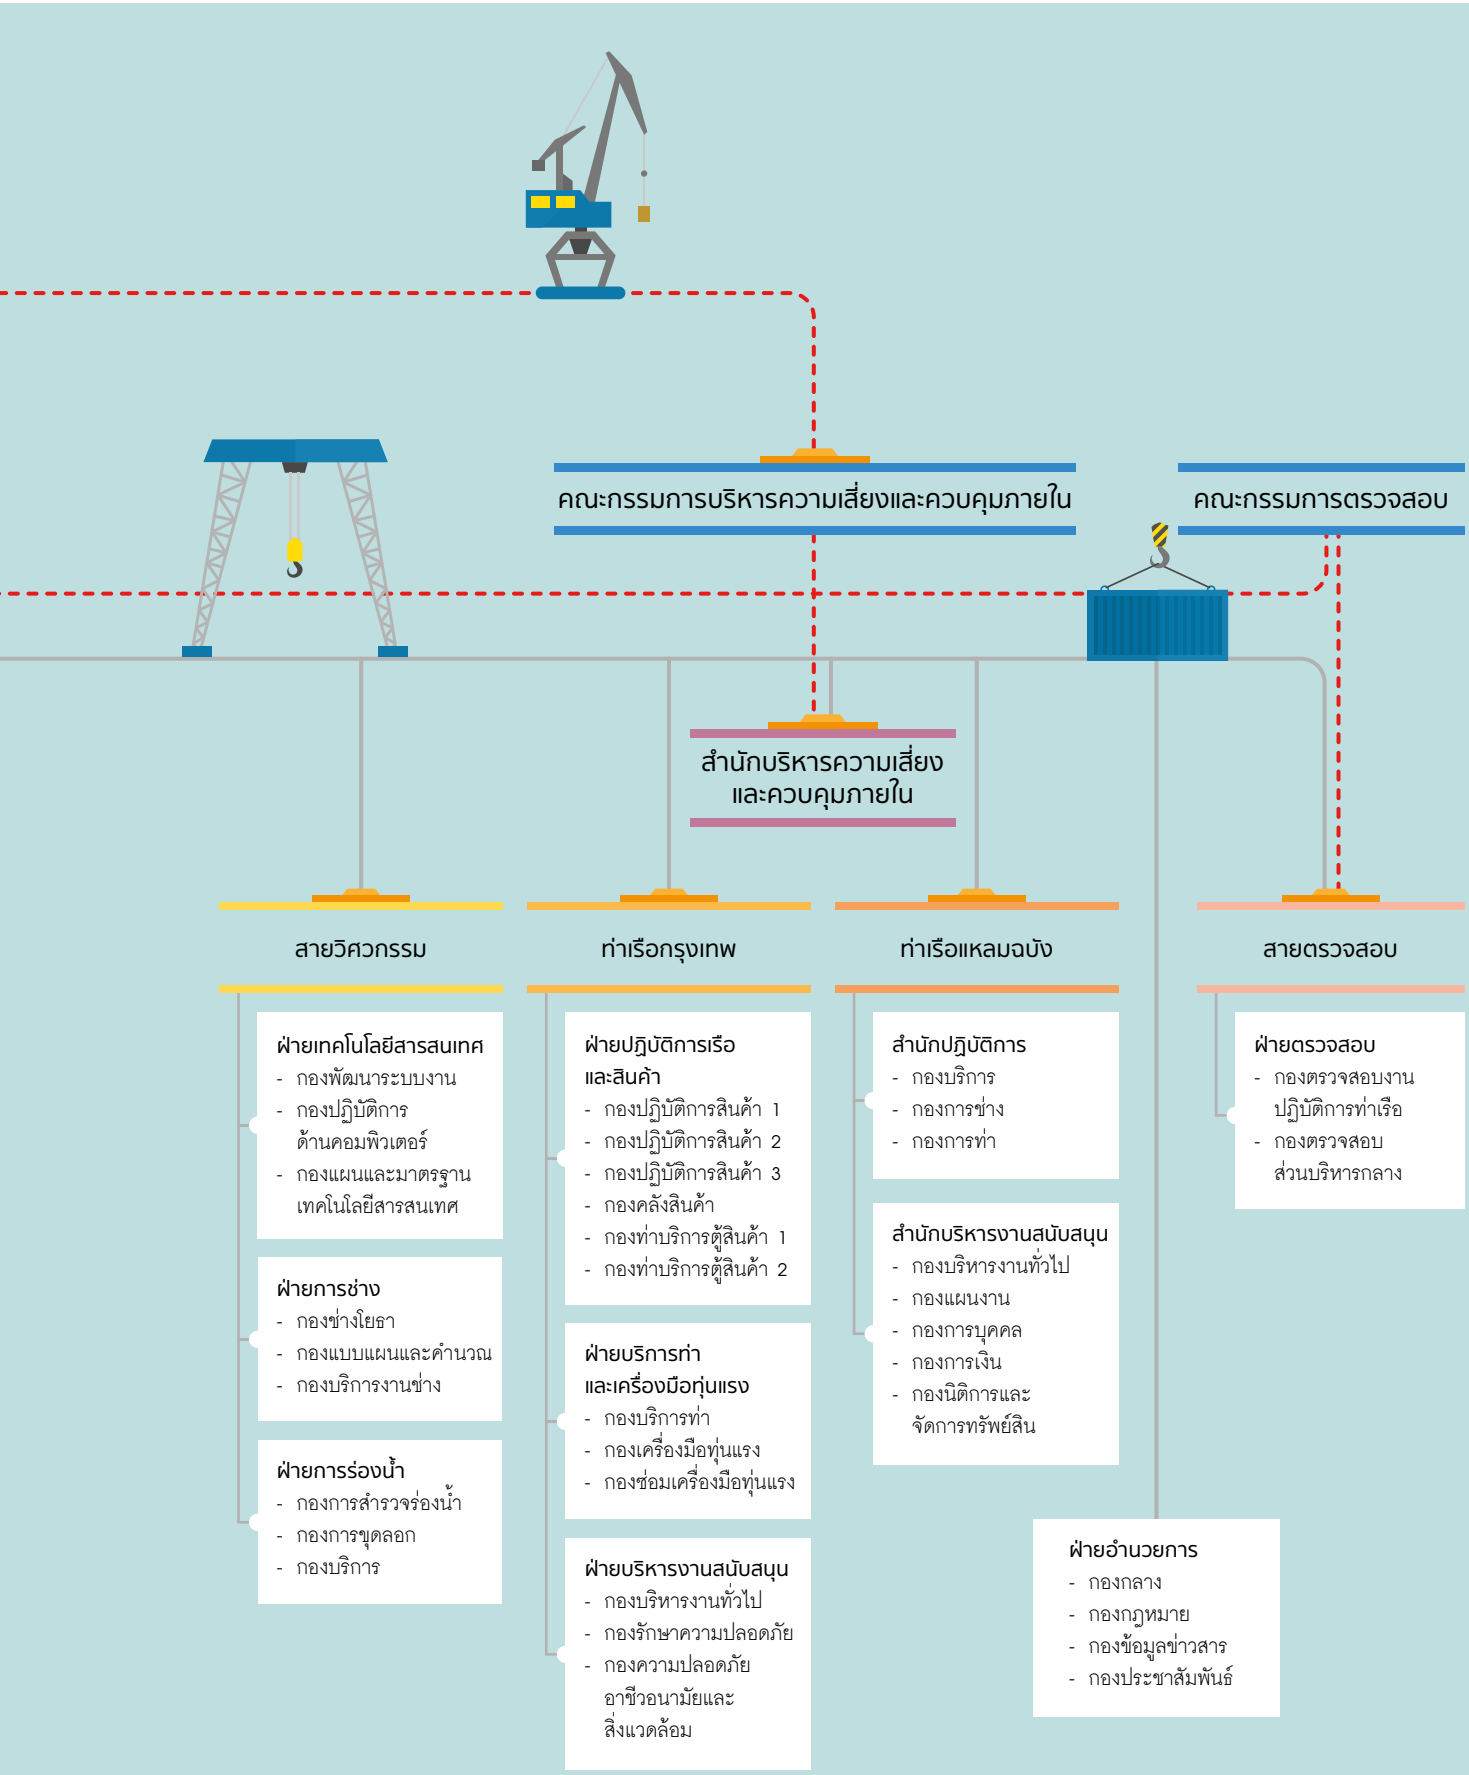 คณะกรรมการบริหารความเสี่ยงและควบคุมภายใน
คณะกรรมการตรวจสอบ
สำนักบริหารความเสี่ยง
และควบคุมภายใน
สายวิศวกรรม
ฝ่ายเทคโนโลยีสารสนเทศ
- กองพัฒนาระบบงาน
- กองปฏิบัติการ
ด้านคอมพิวเตอร์
- กองแผนและมาตรฐาน
เทคโนโลยีสารสนเทศ
ฝ่ายการช่าง
- กองช่างโยธา
- กองแบบแผนและคำนวณ
- กองบริการงานช่าง
ฝ่ายการร่องน้ำ
- กองการสำรวจร่องน้ำ
- กองการขุดลอก
- กองบริการ
ท่าเรือกรุงเทพ
ฝ่ายปฏิบัติการเรือ
และสินค้า
- กองปฏิบัติการสินค้า 1
- กองปฏิบัติการสินค้า 2
- กองปฏิบัติการสินค้า 3
- กองคลังสินค้า
- กองท่าบริการตู้สินค้า 1
- กองท่าบริการตู้สินค้า 2
ฝ่ายบริการท่า
และเครื่องมือทุ่นแรง
- กองบริการท่า
- กองเครื่องมือทุ่นแรง
- กองซ่อมเครื่องมือทุ่นแรง
ฝ่ายบริหารงานสนับสนุน
- กองบริหารงานทั่วไป
- กองรักษาความปลอดภัย
- กองความปลอดภัย
อาชีวอนามัยและ
สิ่งแวดล้อม
ท่าเรือแหลมฉบัง
สำนักปฏิบัติการ
- กองบริการ
- กองการช่าง
- กองการท่า
สำนักบริหารงานสนับสนุน
- กองบริหารงานทั่วไป
- กองแผนงาน
- กองการบุคคล
- กองการเงิน
- กองนิติการและ
จัดการทรัพย์สิน
ฝ่ายอำนวยการ
- กองกลาง
- กองกฎหมาย
- กองข้อมูลข่าวสาร
- กองประชาสัมพันธ์
สายตรวจสอบ
ฝ่ายตรวจสอบ
- กองตรวจสอบงาน
ปฏิบัติการท่าเรือ
- กองตรวจสอบ
ส่วนบริหารกลาง